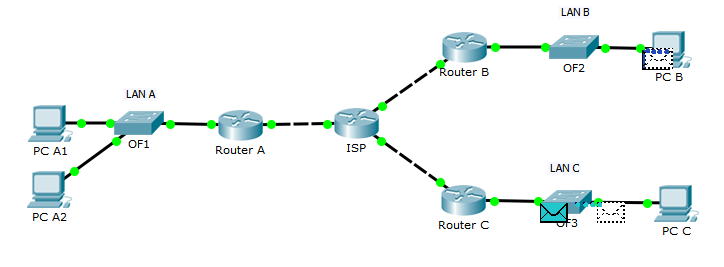 LAN B
Router B
OF2
PC B
LAN A
PC A1
OF1
Router A
ISP
PC A2
LAN C
Router C
OF3
PC C